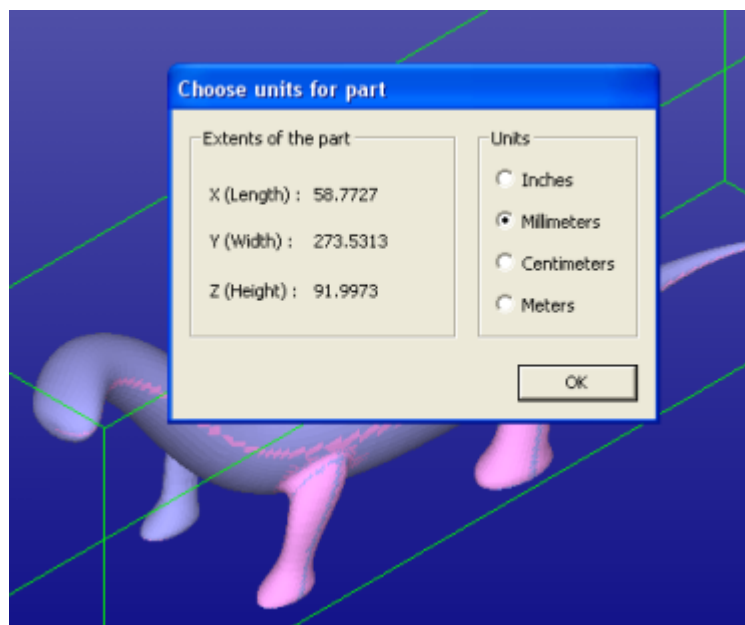 Choose units for part
Extents of the part
X (Length) : 58.7727
Y (Width) : 273.5313
Z (Height) : 91.9973
Units
Inches
Millimeters
Centimeters
Meters
OK